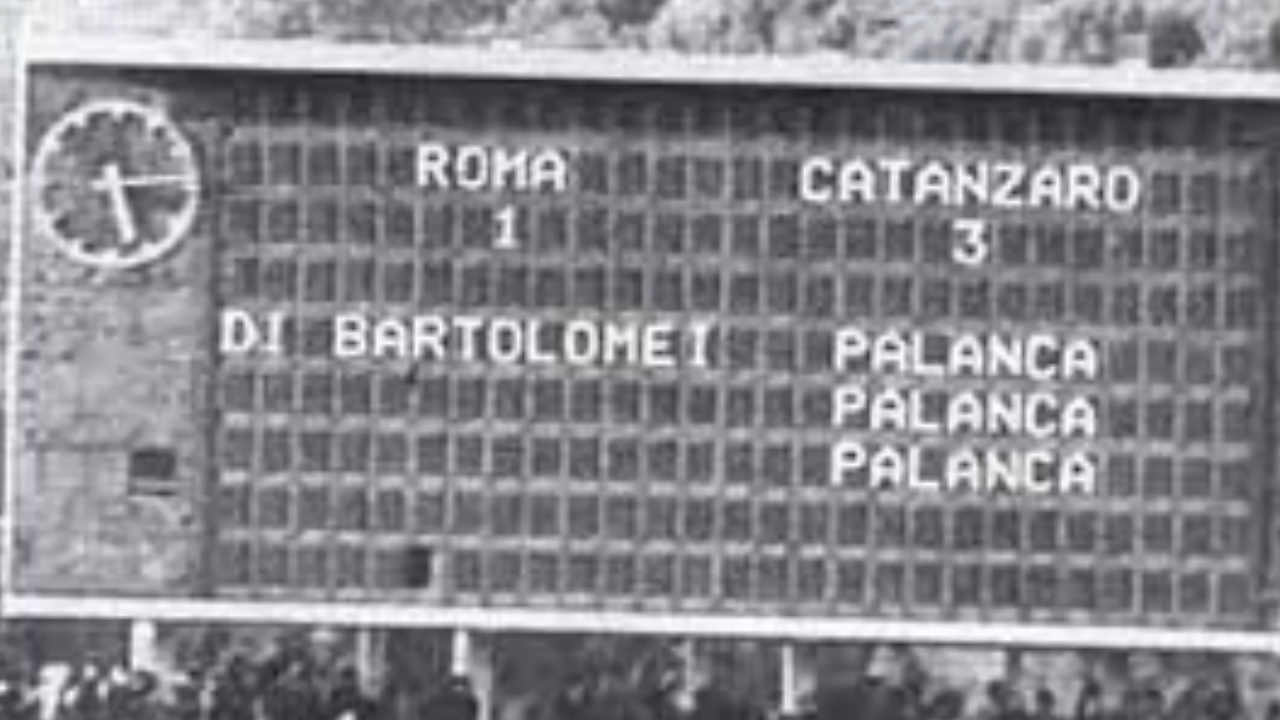 ROMA CATANZARO
1 3
DI BARTOLOMEI PALANCA
PALANCA
PALANCA